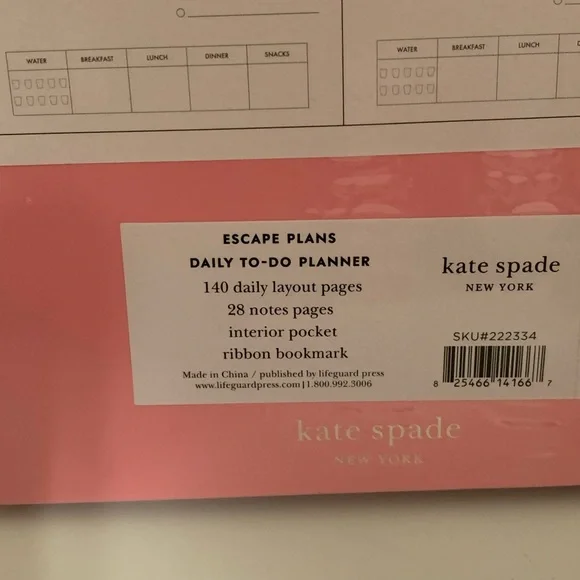 WATER BREAKFAST LUNCH DINNER SNACKS
WATER BREAKFAST LUNCH
ESCAPE PLANS
DAILY TO-DO PLANNER
140 daily layout pages
28 notes pages
interior pocket
ribbon bookmark
Made in China / published by lifeguard press
www.lifeguardpress.com | 1.800.992.3006
kate spade
NEW YORK
SKU#222334
8 25466 14166 7
kate spade
NEW YORK